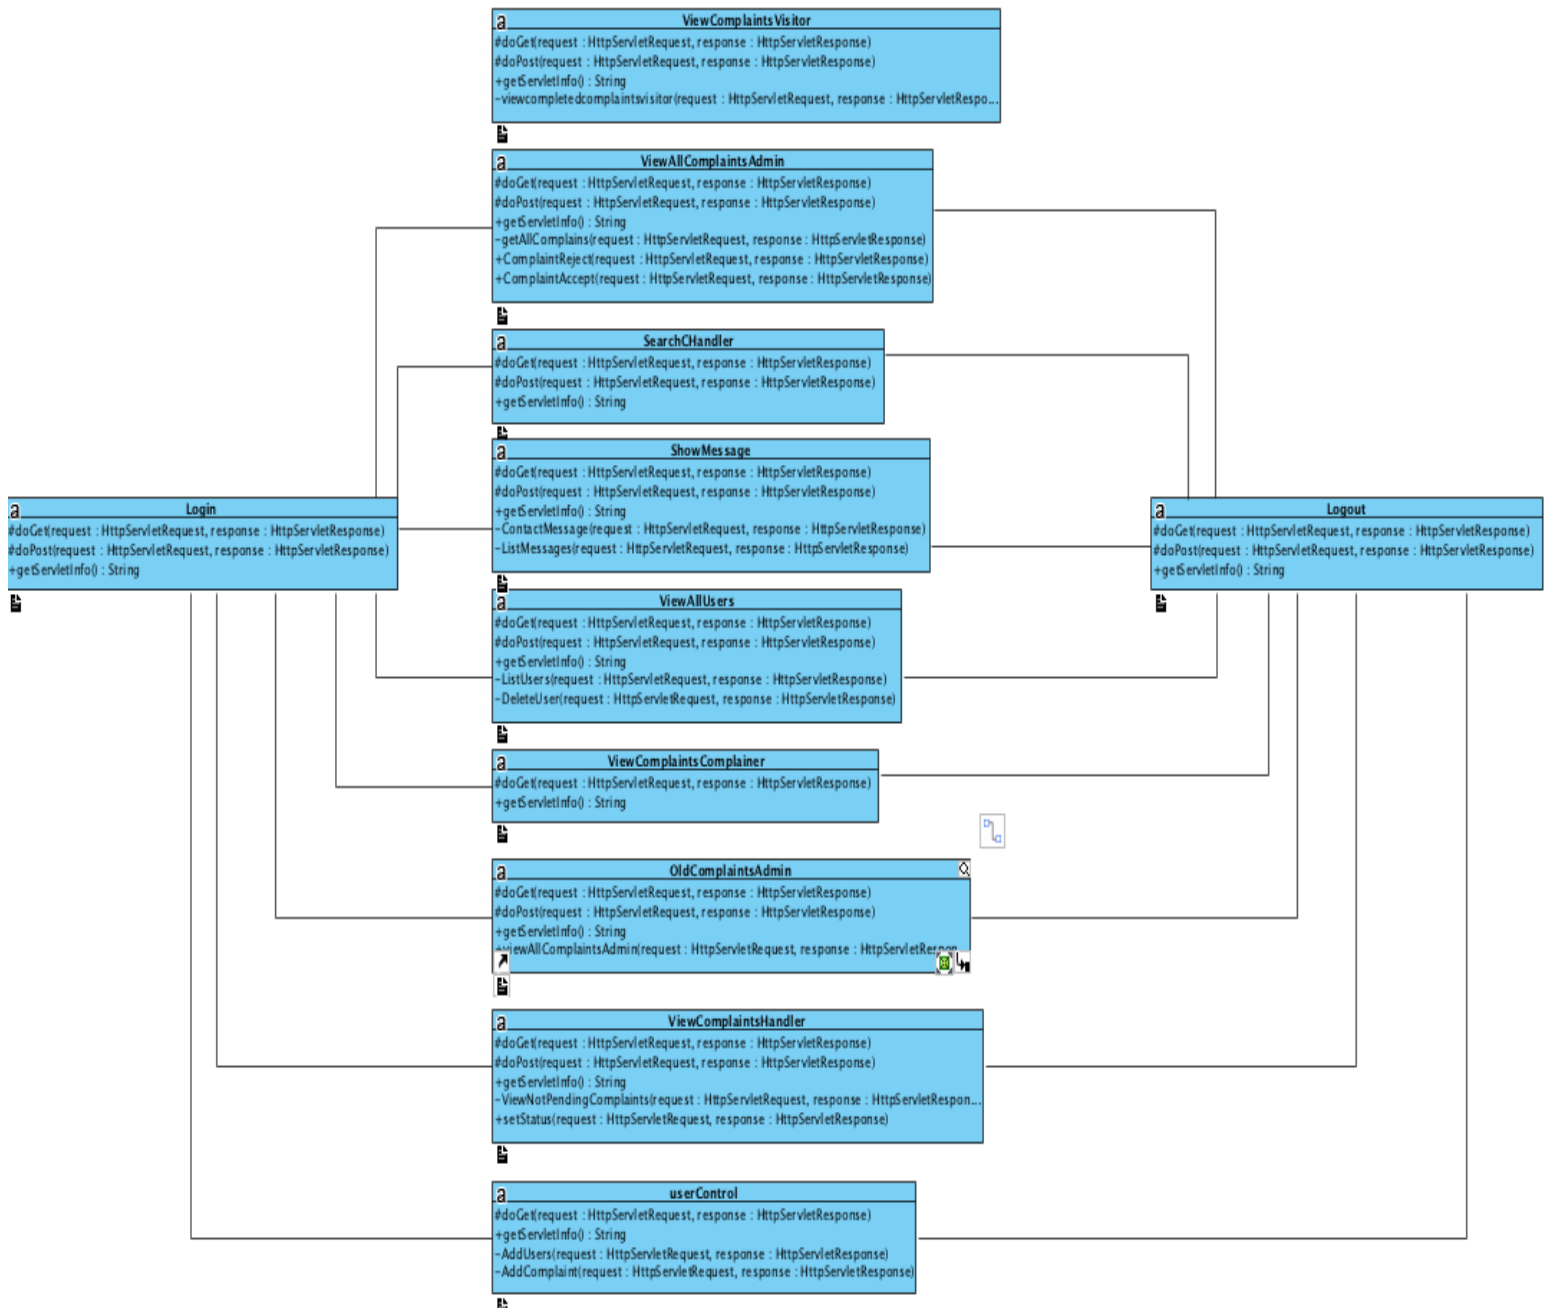 ViewComplaintsVisitor
#doGet(request : HttpServletRequest, response : HttpServletResponse)
#doPost(request : HttpServletRequest, response : HttpServletResponse)
+getServletInfo() : String
-viewcompletedcomplaintsvisitor(request : HttpServletRequest, response : HttpServletRespo...
ViewAllComplaintsAdmin
#doGet(request : HttpServletRequest, response : HttpServletResponse)
#doPost(request : HttpServletRequest, response : HttpServletResponse)
+getServletInfo() : String
-getAllComplains(request : HttpServletRequest, response : HttpServletResponse)
+ComplaintReject(request : HttpServletRequest, response : HttpServletResponse)
+ComplaintAccept(request : HttpServletRequest, response : HttpServletResponse)
SearchCHandler
#doGet(request : HttpServletRequest, response : HttpServletResponse)
#doPost(request : HttpServletRequest, response : HttpServletResponse)
+getServletInfo() : String
ShowMessage
#doGet(request : HttpServletRequest, response : HttpServletResponse)
#doPost(request : HttpServletRequest, response : HttpServletResponse)
+getServletInfo() : String
-ContactMessage(request : HttpServletRequest, response : HttpServletResponse)
-ListMessages(request : HttpServletRequest, response : HttpServletResponse)
Login
#doGet(request : HttpServletRequest, response : HttpServletResponse)
#doPost(request : HttpServletRequest, response : HttpServletResponse)
+getServletInfo() : String
Logout
#doGet(request : HttpServletRequest, response : HttpServletResponse)
#doPost(request : HttpServletRequest, response : HttpServletResponse)
+getServletInfo() : String
ViewAllUsers
#doGet(request : HttpServletRequest, response : HttpServletResponse)
#doPost(request : HttpServletRequest, response : HttpServletResponse)
+getServletInfo() : String
-ListUsers(request : HttpServletRequest, response : HttpServletResponse)
-DeleteUser(request : HttpServletRequest, response : HttpServletResponse)
ViewComplaintsComplainer
#doGet(request : HttpServletRequest, response : HttpServletResponse)
+getServletInfo() : String
OldComplaintsAdmin
#doGet(request : HttpServletRequest, response : HttpServletResponse)
#doPost(request : HttpServletRequest, response : HttpServletResponse)
+getServletInfo() : String
+viewAllComplaintsAdmin(request : HttpServletRequest, response : HttpServletRespon...
ViewComplaintsHandler
#doGet(request : HttpServletRequest, response : HttpServletResponse)
#doPost(request : HttpServletRequest, response : HttpServletResponse)
+getServletInfo() : String
-ViewNotPendingComplaints(request : HttpServletRequest, response : HttpServletRespon...
+setStatus(request : HttpServletRequest, response : HttpServletResponse)
userControl
#doGet(request : HttpServletRequest, response : HttpServletResponse)
+getServletInfo() : String
-AddUsers(request : HttpServletRequest, response : HttpServletResponse)
-AddComplaint(request : HttpServletRequest, response : HttpServletResponse)